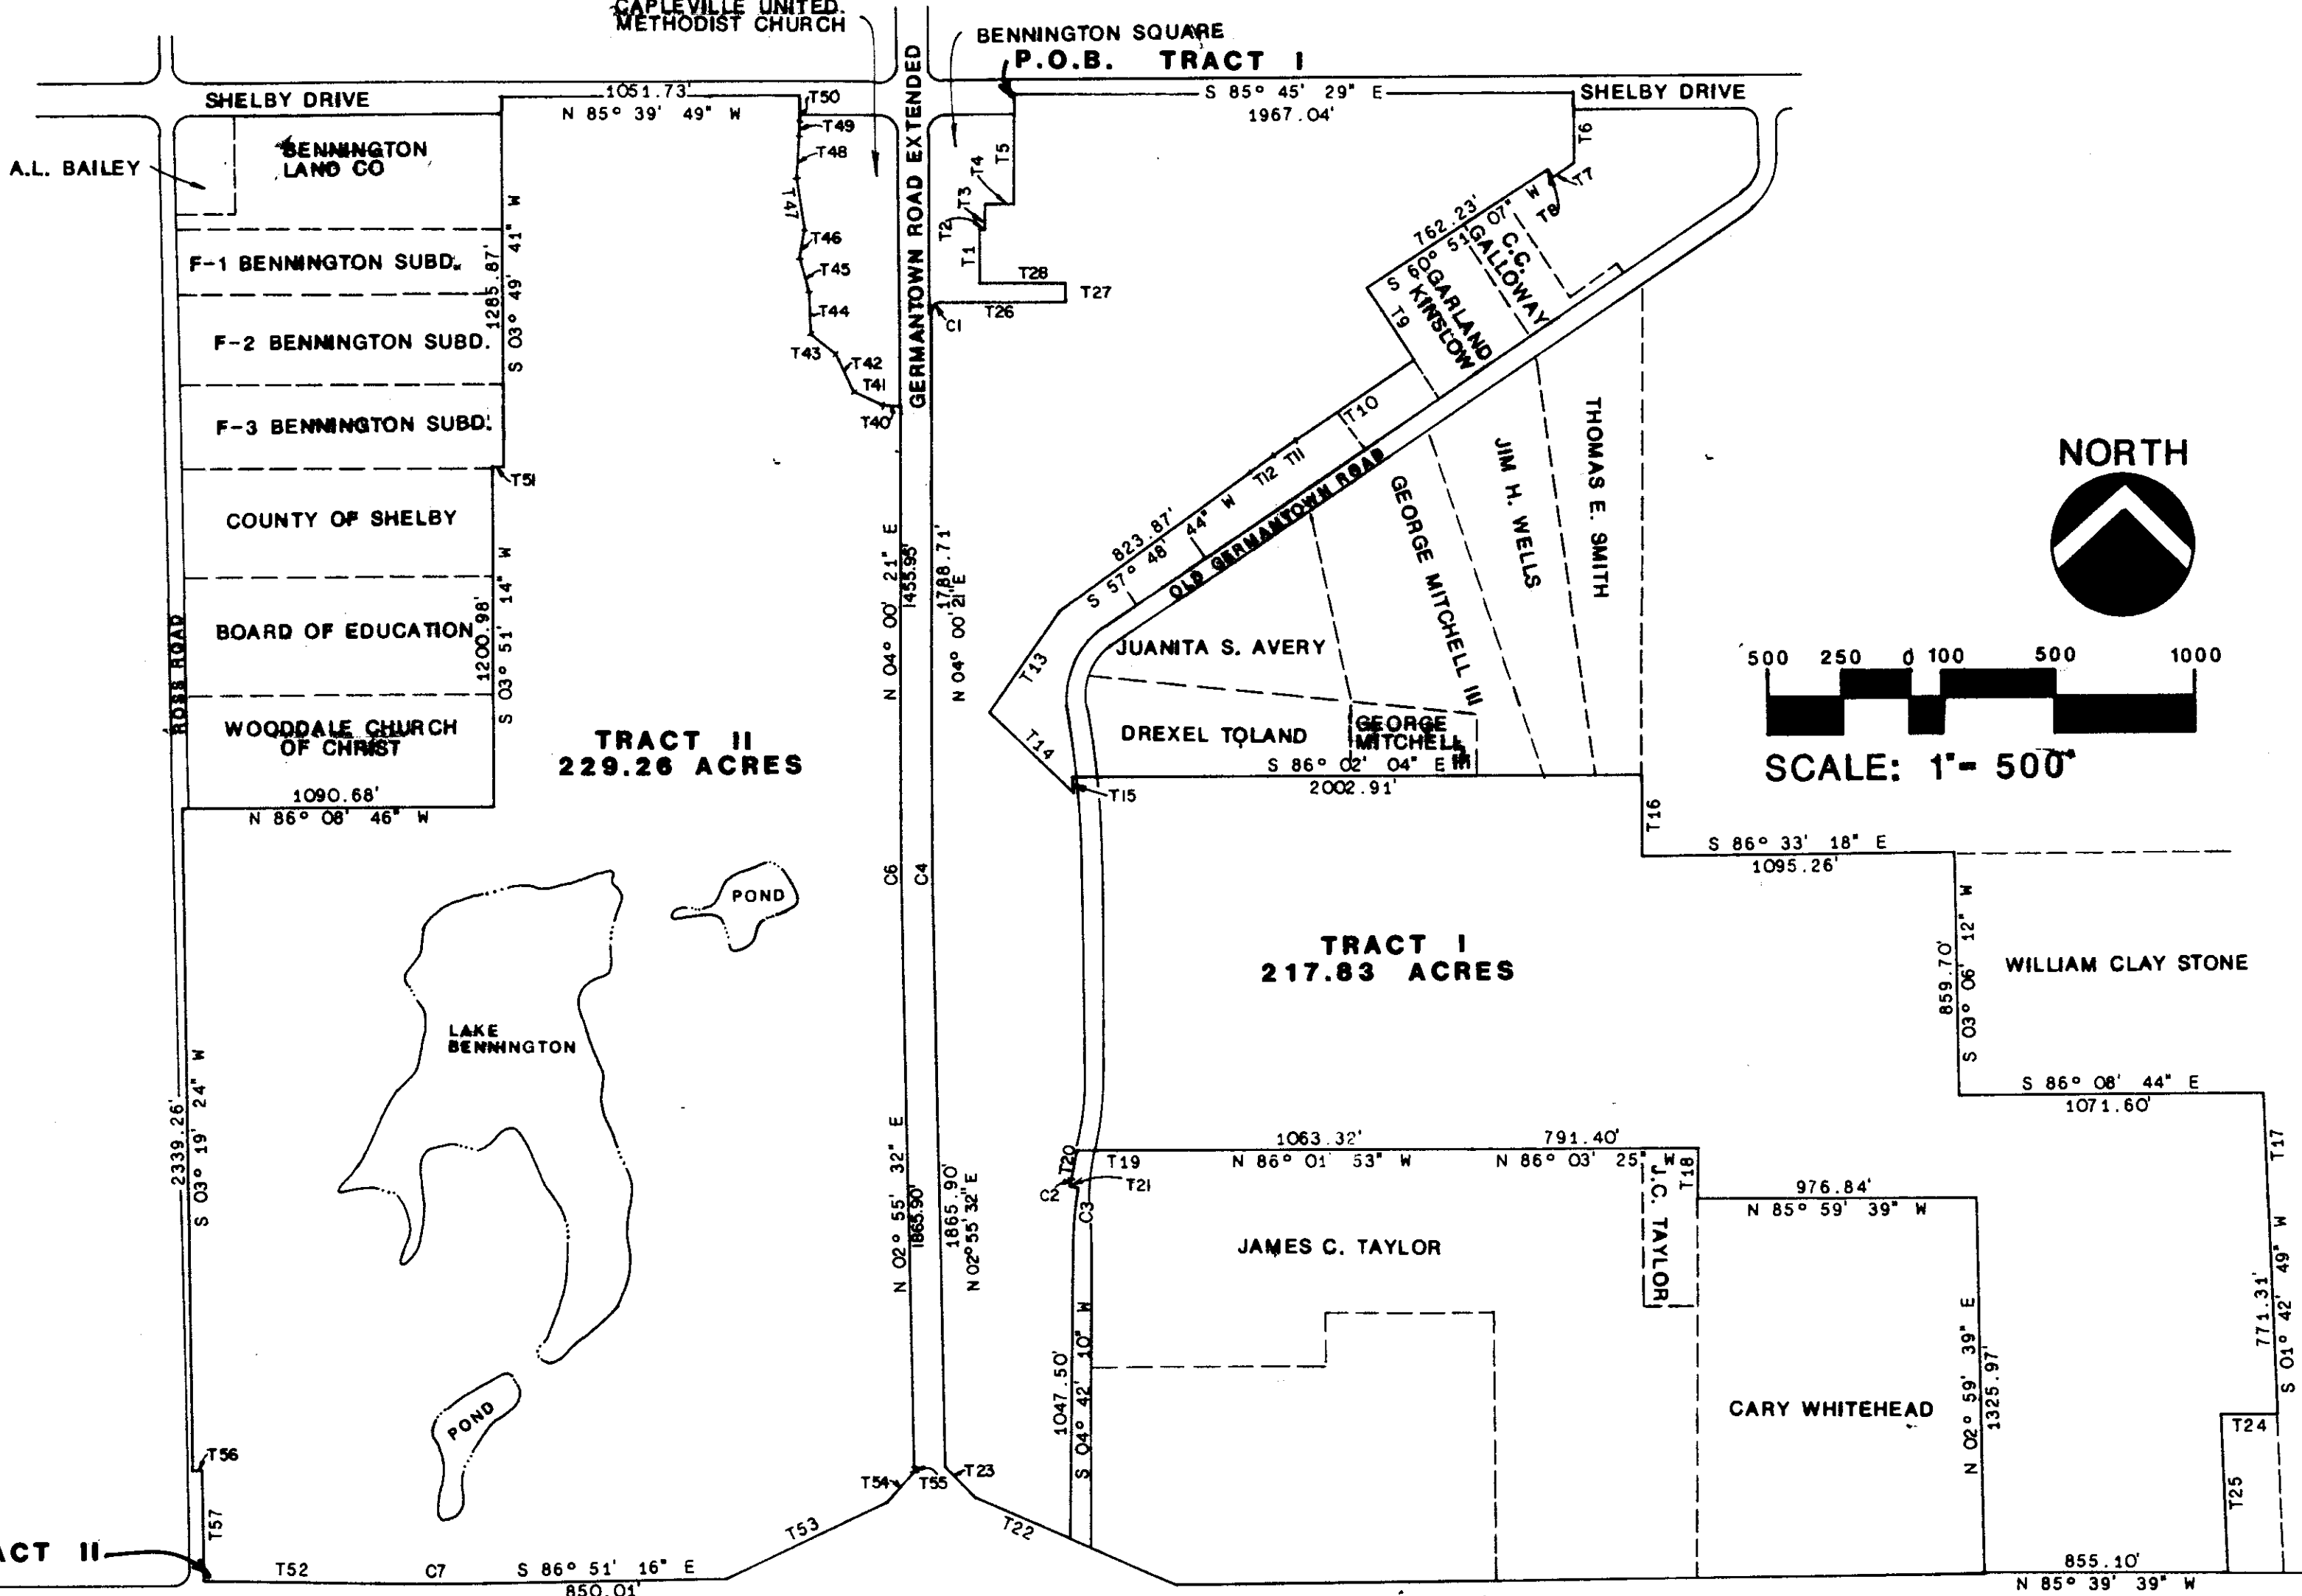 CAPLEVILLE UNITED.
METHODIST CHURCH
BENNINGTON SQUARE
P.O.B. TRACT I
SHELBY DRIVE
1051.73'
N 85° 39' 49" W
T50
T49
T48
T47
T46
T45
T44
T43
T42
T41
T40
GERMANTOWN ROAD EXTENDED
S 85° 45' 29" E
1967.04'
SHELBY DRIVE
T6
T7
T8
T5
T4
T3
T2
T1
T28
T27
T26
C1
A.L. BAILEY
BENNINGTON
LAND CO
F-1 BENNINGTON SUBD.
F-2 BENNINGTON SUBD.
F-3 BENNINGTON SUBD.
1285.87'
S 03° 49' 41" W
T51
COUNTY OF SHELBY
BOARD OF EDUCATION
WOODDALE CHURCH
OF CHRIST
1200.98'
S 03° 51' 14" W
ROSS ROAD
1090.68'
N 86° 08' 46" W
TRACT II
229.26 ACRES
N 04° 00' 21" E
1455.95'
1788.71'
N 04° 00' 21" E
762.23'
S 60° 51' 07" W
C.C.
GALLOWAY
GARLAND
KINSLOW
T9
T10
T11
T12
823.87'
S 57° 48' 44" W
OLD GERMANTOWN ROAD
T13
T14
T15
JUANITA S. AVERY
DREXEL TOLAND
GEORGE
MITCHELL
III
GEORGE MITCHELL III
JIM H. WELLS
THOMAS E. SMITH
S 86° 02' 04" E
2002.91'
NORTH
500 250 0 100 500 1000
SCALE: 1"= 500'
T16
S 86° 33' 18" E
1095.26'
C6
C4
POND
LAKE
BENNINGTON
POND
TRACT I
217.83 ACRES
859.70'
S 03° 06' 12" W
WILLIAM CLAY STONE
S 86° 08' 44" E
1071.60'
T17
2339.26'
S 03° 19' 24" W
N 02° 55' 32" E
1865.90'
1865.90'
N 02° 55' 32" E
T20
T19
C2
T21
C3
1063.32'
N 86° 01' 53" W
791.40'
N 86° 03' 25" W
T18
J.C. TAYLOR
976.84'
N 85° 59' 39" W
JAMES C. TAYLOR
1047.50'
S 04° 42' 10" W
CARY WHITEHEAD
N 02° 59' 39" E
1325.97'
771.31'
S 01° 42' 49" W
T24
T25
T56
T57
T54
T55
T23
T53
T22
ACT II
T52
C7
S 86° 51' 16" E
850.01'
855.10'
N 85° 39' 39" W